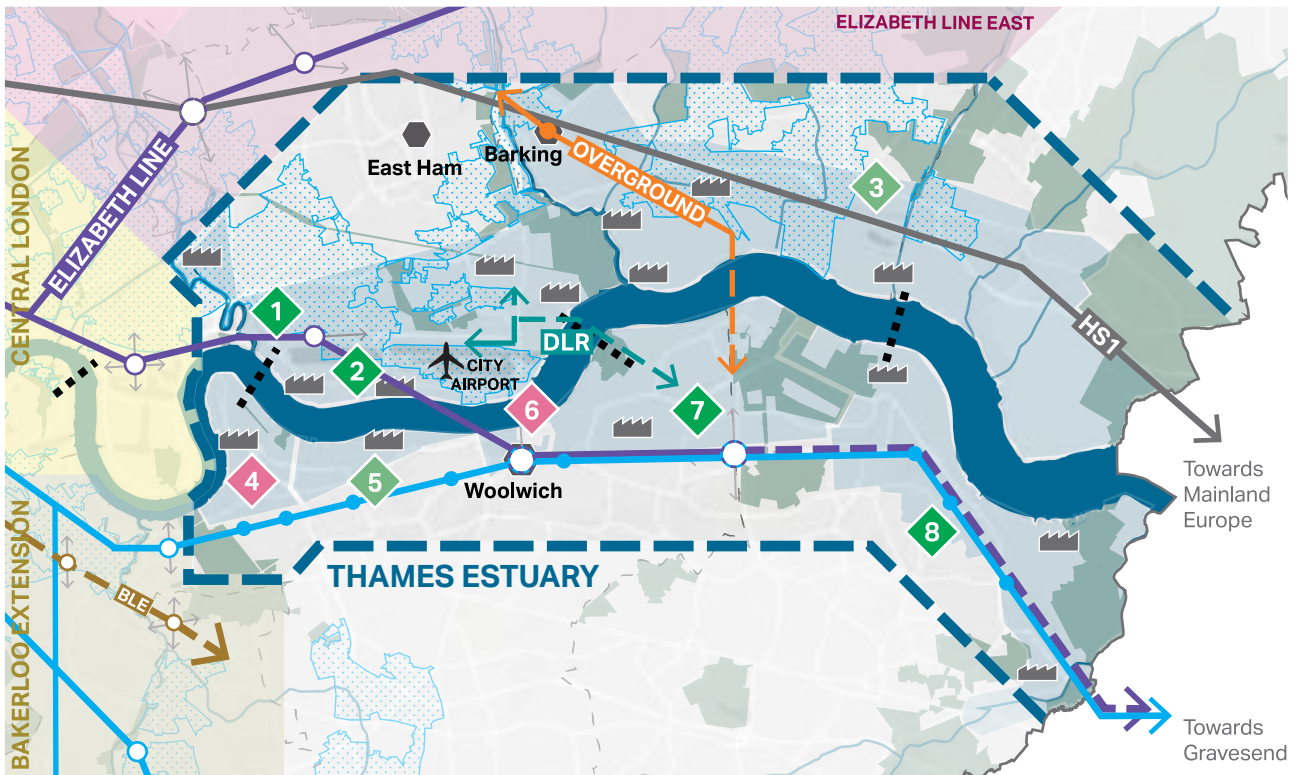 ELIZABETH LINE EAST
CENTRAL LONDON
ELIZABETH LINE
East Ham
Barking
OVERGROUND
3
1
2
DLR
CITY
AIRPORT
HS1
6
7
4
5
Woolwich
8
Towards
Mainland
Europe
BAKERLOO EXTENSION
BLE
THAMES ESTUARY
Towards
Gravesend